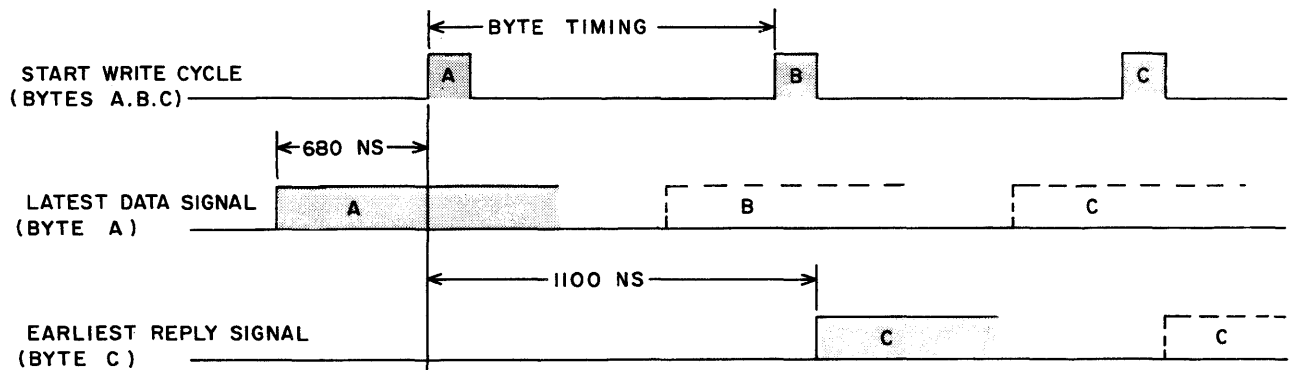 BYTE TIMING
START WRITE CYCLE
(BYTES A.B.C)
A
B
C
680 NS
LATEST DATA SIGNAL
(BYTE A)
A
B
C
1100 NS
EARLIEST REPLY SIGNAL
(BYTE C)
C
C